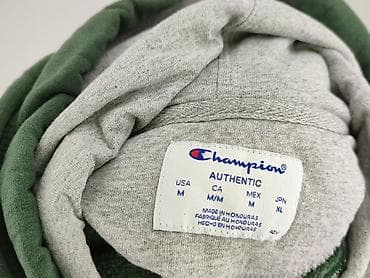 Champion
AUTHENTIC
USA CA MEX JPN
M M/M M XL
MADE IN HONDURAS
FABRIQUÉ AU HONDURAS
HECHO EN HONDURAS